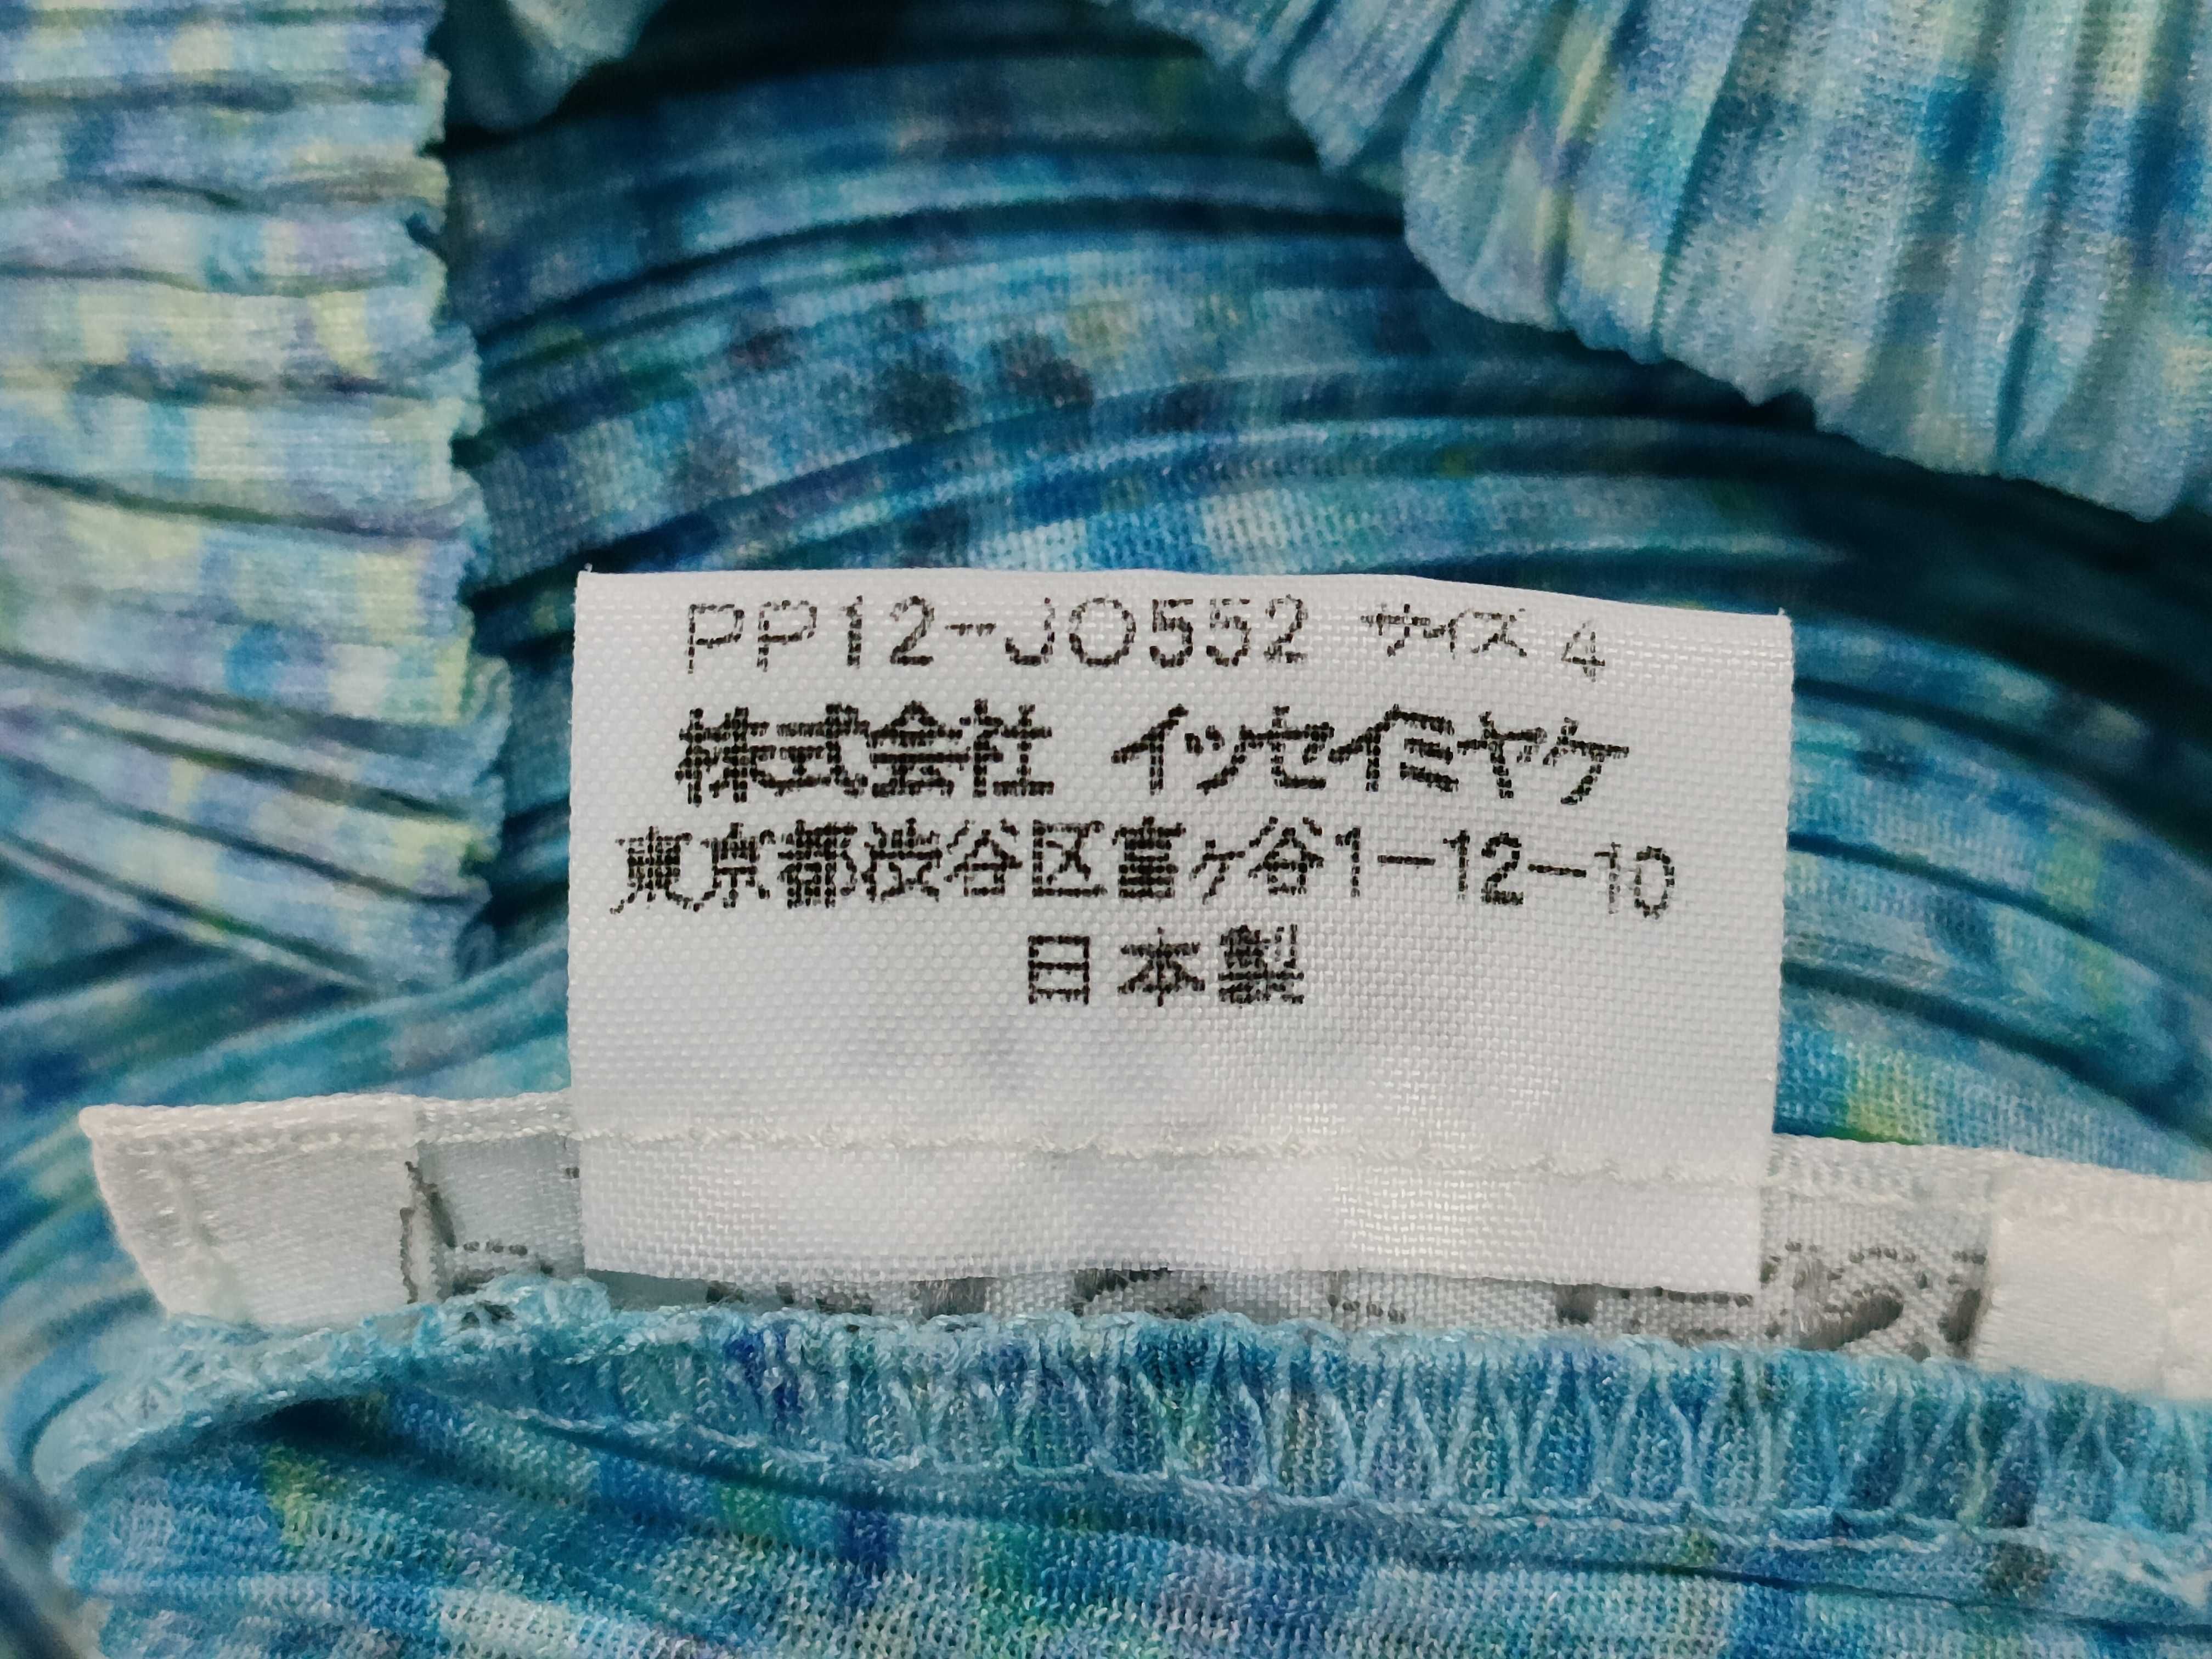 PP12-JO552 サイズ 4
株式会社 イッセイミヤケ
東京都渋谷区富ヶ谷1-12-10
日本製